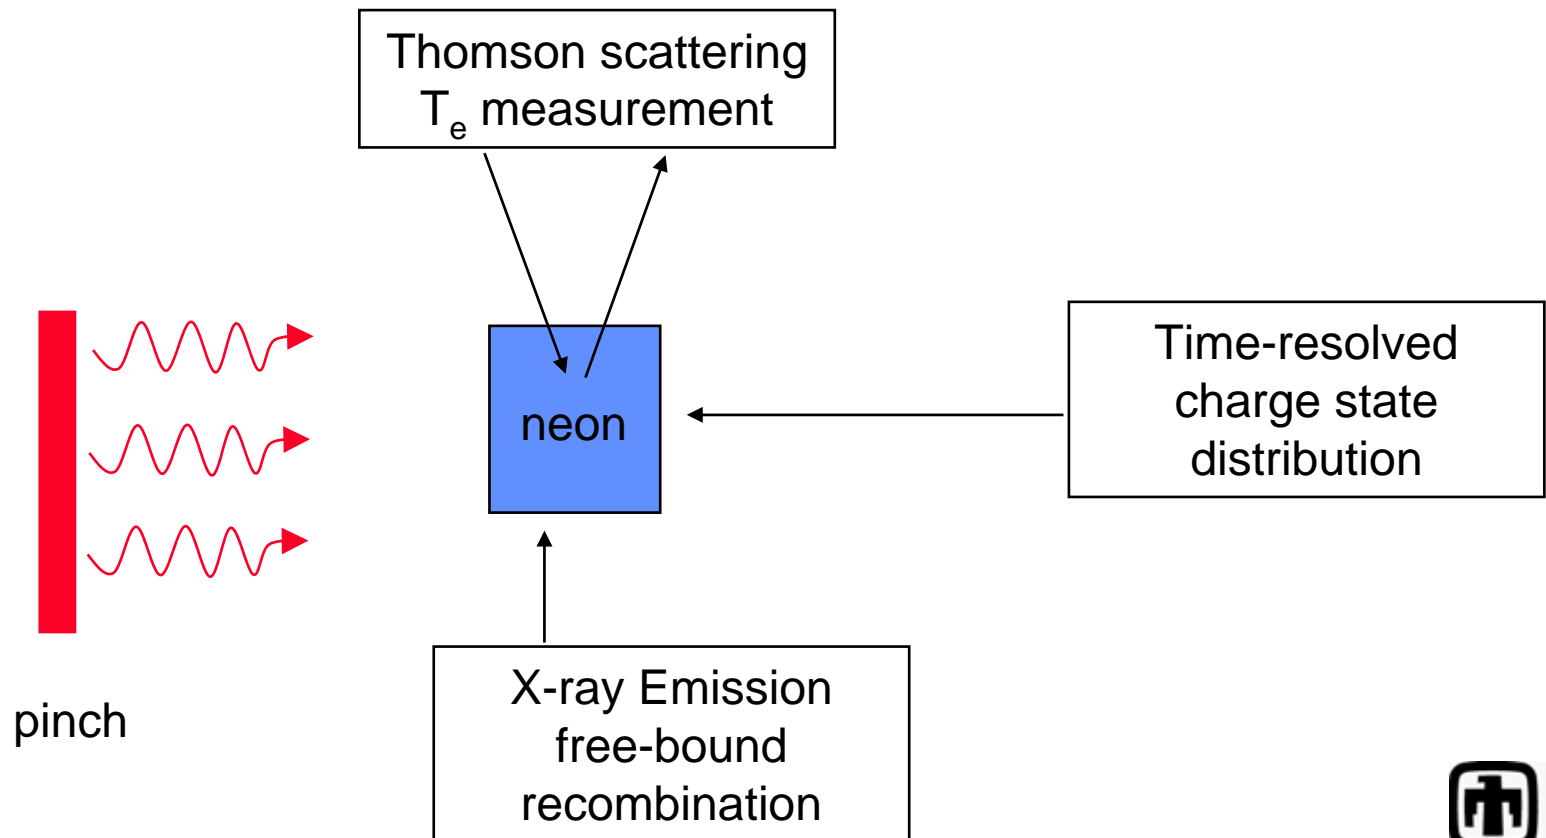 Thomson scattering
Te measurement
neon
Time-resolved
charge state
distribution
pinch
X-ray Emission
free-bound
recombination